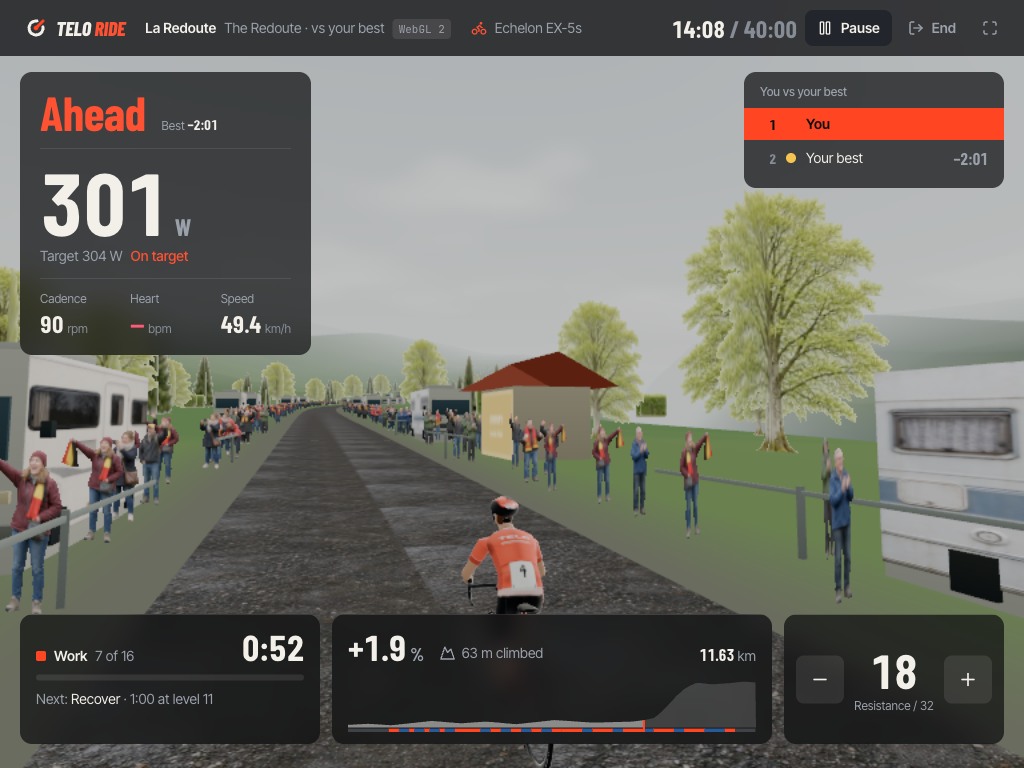 TELO RIDE La Redoute The Redoute · vs your best WebGL 2 Echelon EX-5s 14:08 / 40:00 Pause End
Ahead Best −2:01
301 W
Target 304 W On target
Cadence Heart Speed
90 rpm — bpm 49.4 km/h
You vs your best
1 You
2 Your best −2:01
4
Work 7 of 16 0:52
Next: Recover · 1:00 at level 11
+1.9 % 63 m climbed 11.63 km
− 18 +
Resistance / 32